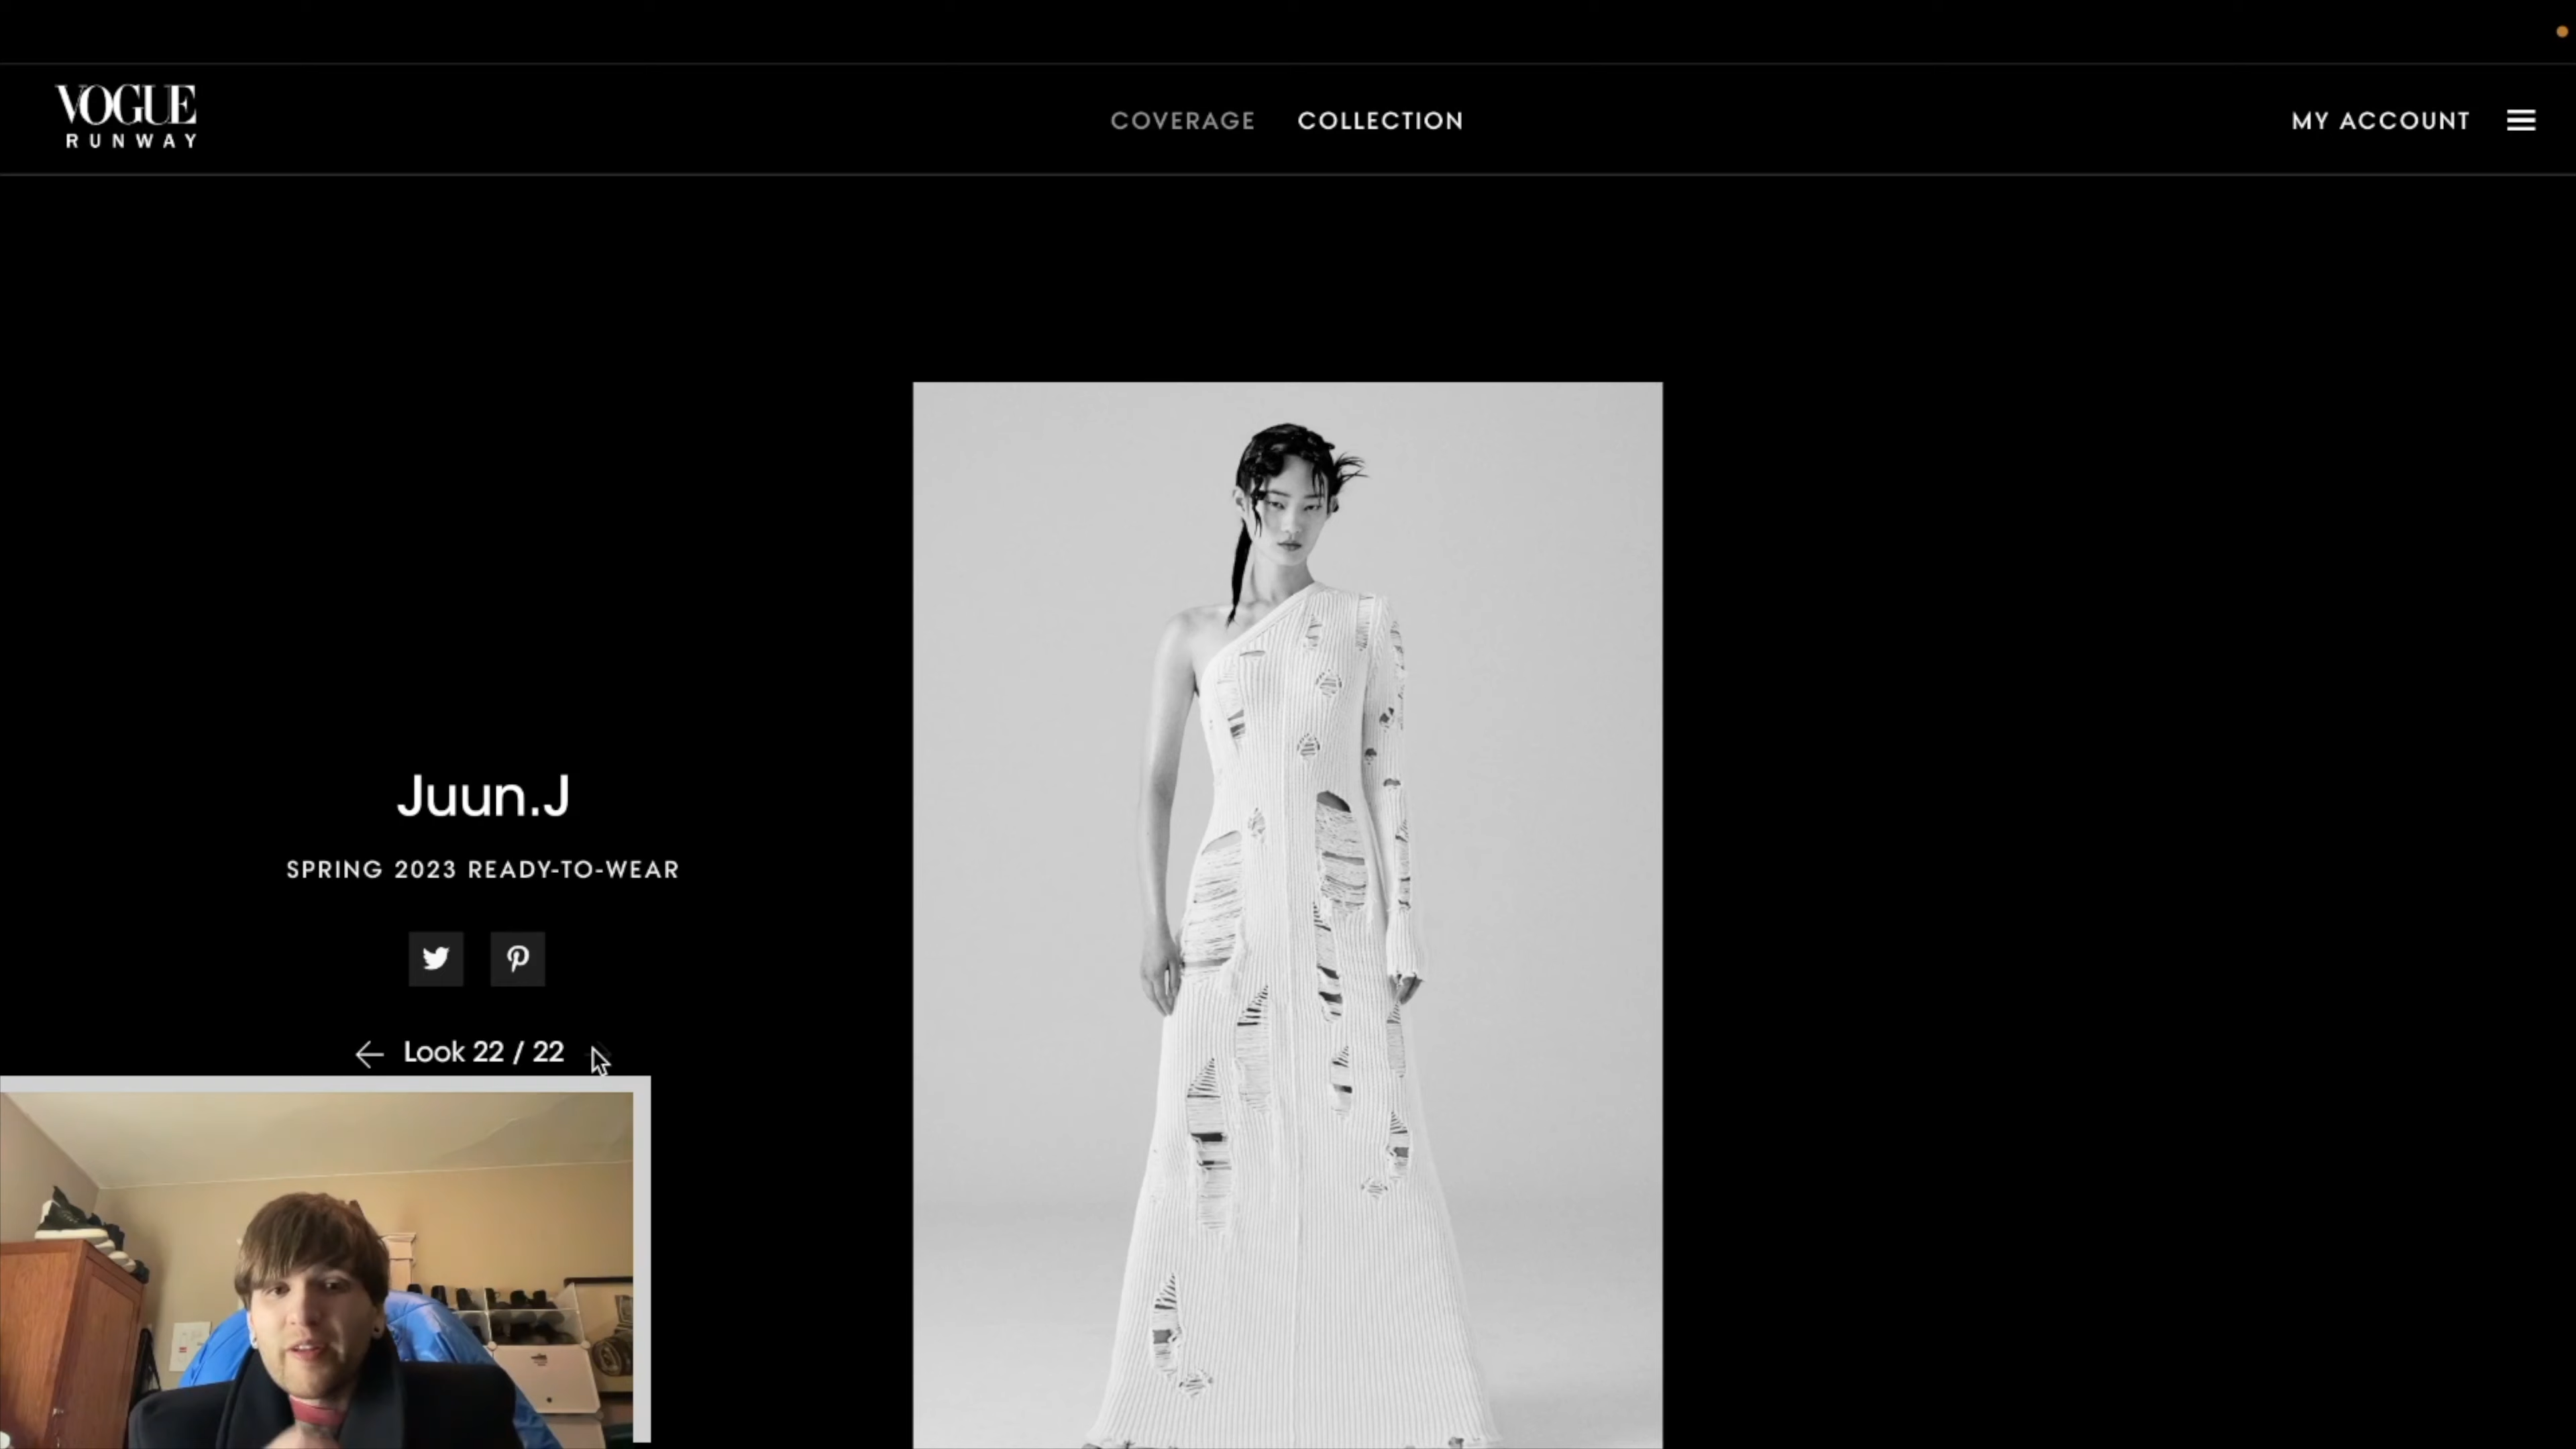 VOGUE
RUNWAY
COVERAGE COLLECTION
MY ACCOUNT
Juun.J
SPRING 2023 READY-TO-WEAR
Look 22 / 22